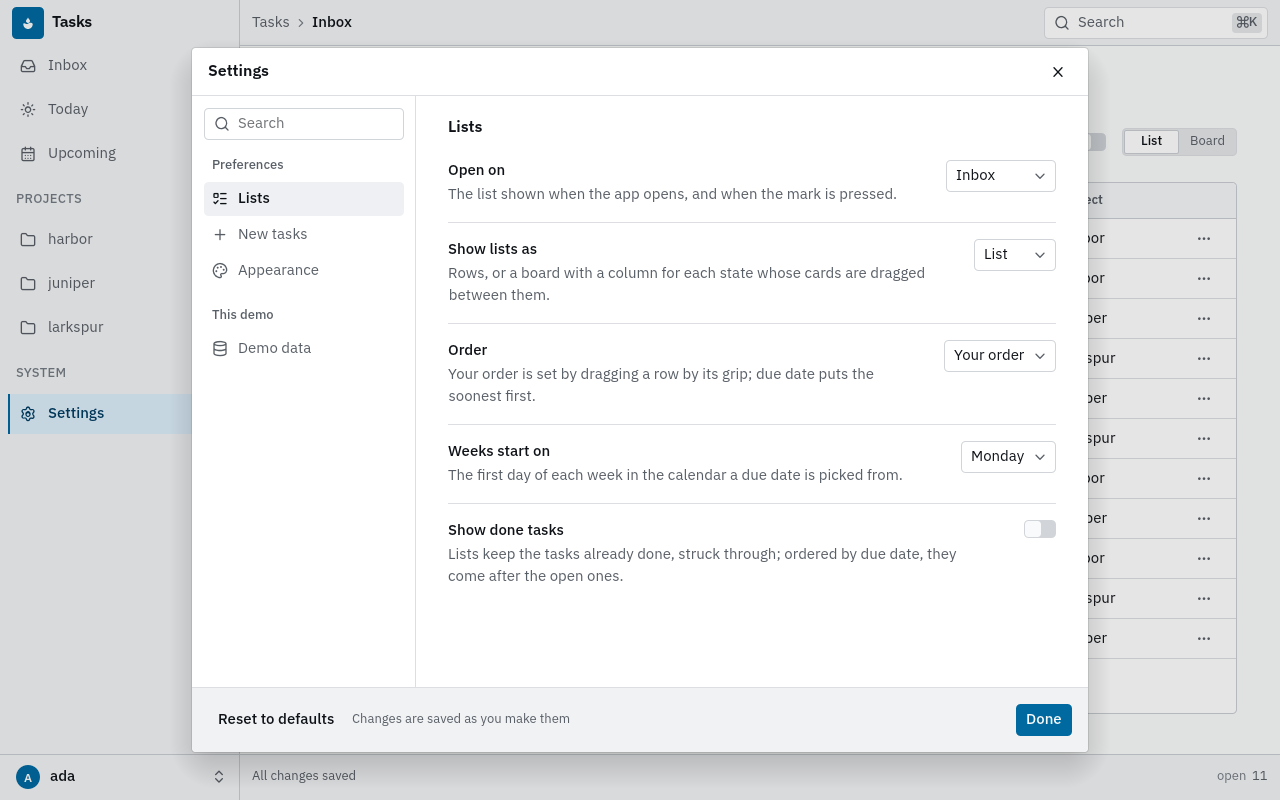 Tasks
Tasks > Inbox
Search
⌘K
Inbox
Today
Upcoming
PROJECTS
harbor
juniper
larkspur
SYSTEM
Settings
List
Board
Settings
Search
Preferences
Lists
New tasks
Appearance
This demo
Demo data
Lists
Open on
The list shown when the app opens, and when the mark is pressed.
Inbox
Show lists as
Rows, or a board with a column for each state whose cards are dragged
between them.
List
Order
Your order is set by dragging a row by its grip; due date puts the
soonest first.
Your order
Weeks start on
The first day of each week in the calendar a due date is picked from.
Monday
Show done tasks
Lists keep the tasks already done, struck through; ordered by due date, they
come after the open ones.
Reset to defaults
Changes are saved as you make them
Done
A
ada
All changes saved
open 11